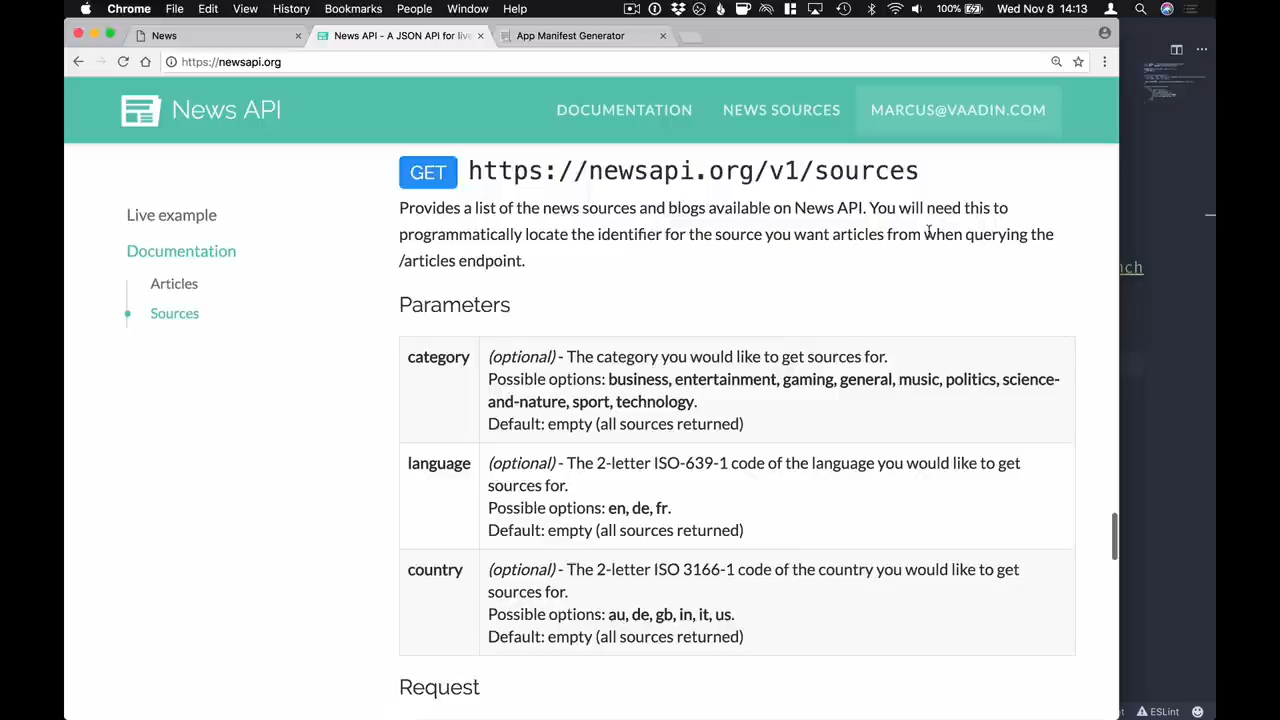 Chrome File Edit View History Bookmarks People Window Help 100% Wed Nov 8 14:13
News News API - A JSON API for live App Manifest Generator
https://newsapi.org
News API DOCUMENTATION NEWS SOURCES MARCUS@VAADIN.COM
GET https://newsapi.org/v1/sources
Provides a list of the news sources and blogs available on News API. You will need this to
programmatically locate the identifier for the source you want articles from when querying the
/articles endpoint.
Live example
Documentation
Articles
Sources
Parameters
category (optional) - The category you would like to get sources for.
Possible options: business, entertainment, gaming, general, music, politics, science-
and-nature, sport, technology.
Default: empty (all sources returned)
language (optional) - The 2-letter ISO-639-1 code of the language you would like to get
sources for.
Possible options: en, de, fr.
Default: empty (all sources returned)
country (optional) - The 2-letter ISO 3166-1 code of the country you would like to get
sources for.
Possible options: au, de, gb, in, it, us.
Default: empty (all sources returned)
Request
ESLint